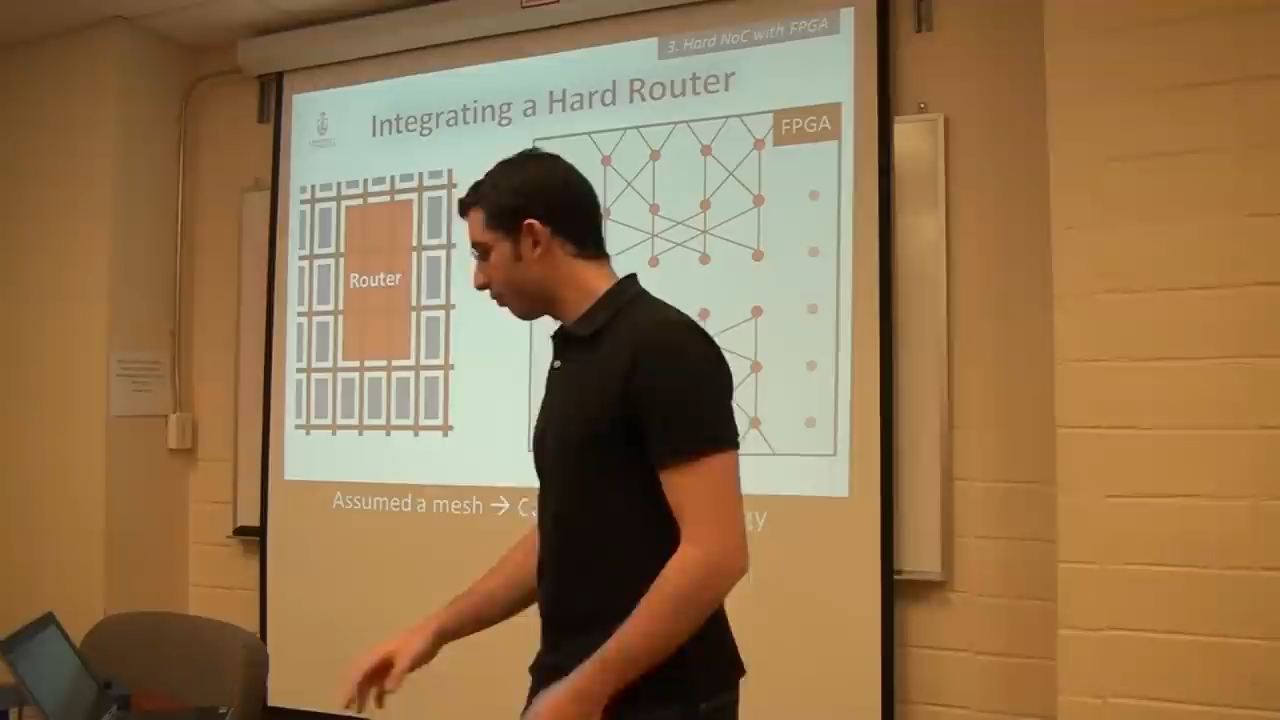 3. Hard NoC with FPGA
Integrating a Hard Router
FPGA
Router
Assumed a mesh →